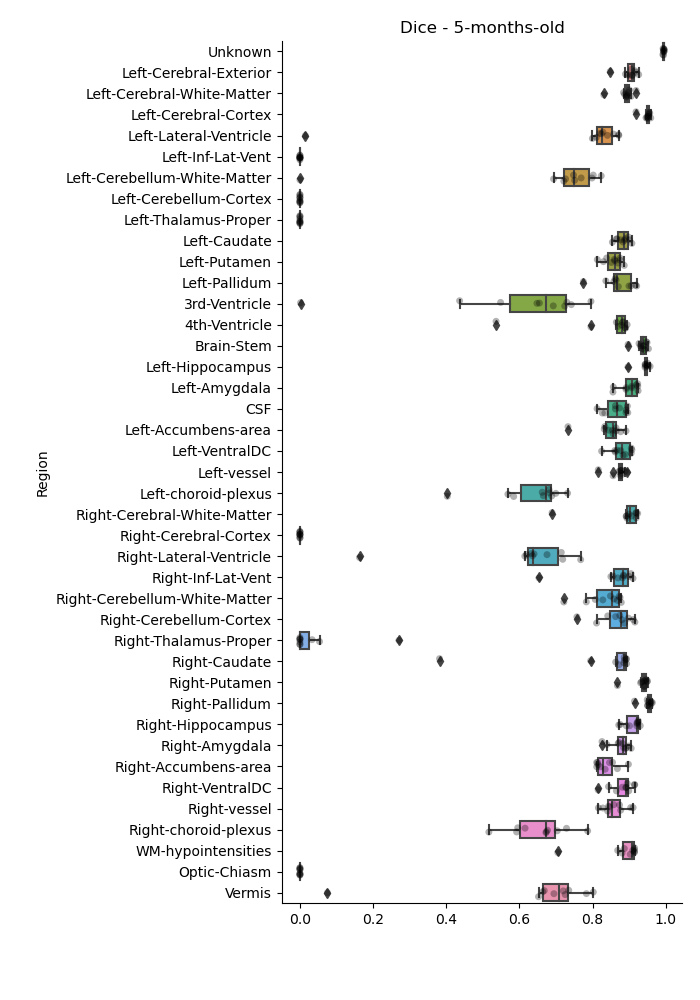 Dice - 5-months-old
Unknown
Left-Cerebral-Exterior
Left-Cerebral-White-Matter
Left-Cerebral-Cortex
Left-Lateral-Ventricle
Left-Inf-Lat-Vent
Left-Cerebellum-White-Matter
Left-Cerebellum-Cortex
Left-Thalamus-Proper
Left-Caudate
Left-Putamen
Left-Pallidum
3rd-Ventricle
4th-Ventricle
Brain-Stem
Left-Hippocampus
Left-Amygdala
CSF
Left-Accumbens-area
Left-VentralDC
Left-vessel
Left-choroid-plexus
Right-Cerebral-White-Matter
Right-Cerebral-Cortex
Right-Lateral-Ventricle
Right-Inf-Lat-Vent
Right-Cerebellum-White-Matter
Right-Cerebellum-Cortex
Right-Thalamus-Proper
Right-Caudate
Right-Putamen
Right-Pallidum
Right-Hippocampus
Right-Amygdala
Right-Accumbens-area
Right-VentralDC
Right-vessel
Right-choroid-plexus
WM-hypointensities
Optic-Chiasm
Vermis
Region
0.0 0.2 0.4 0.6 0.8 1.0